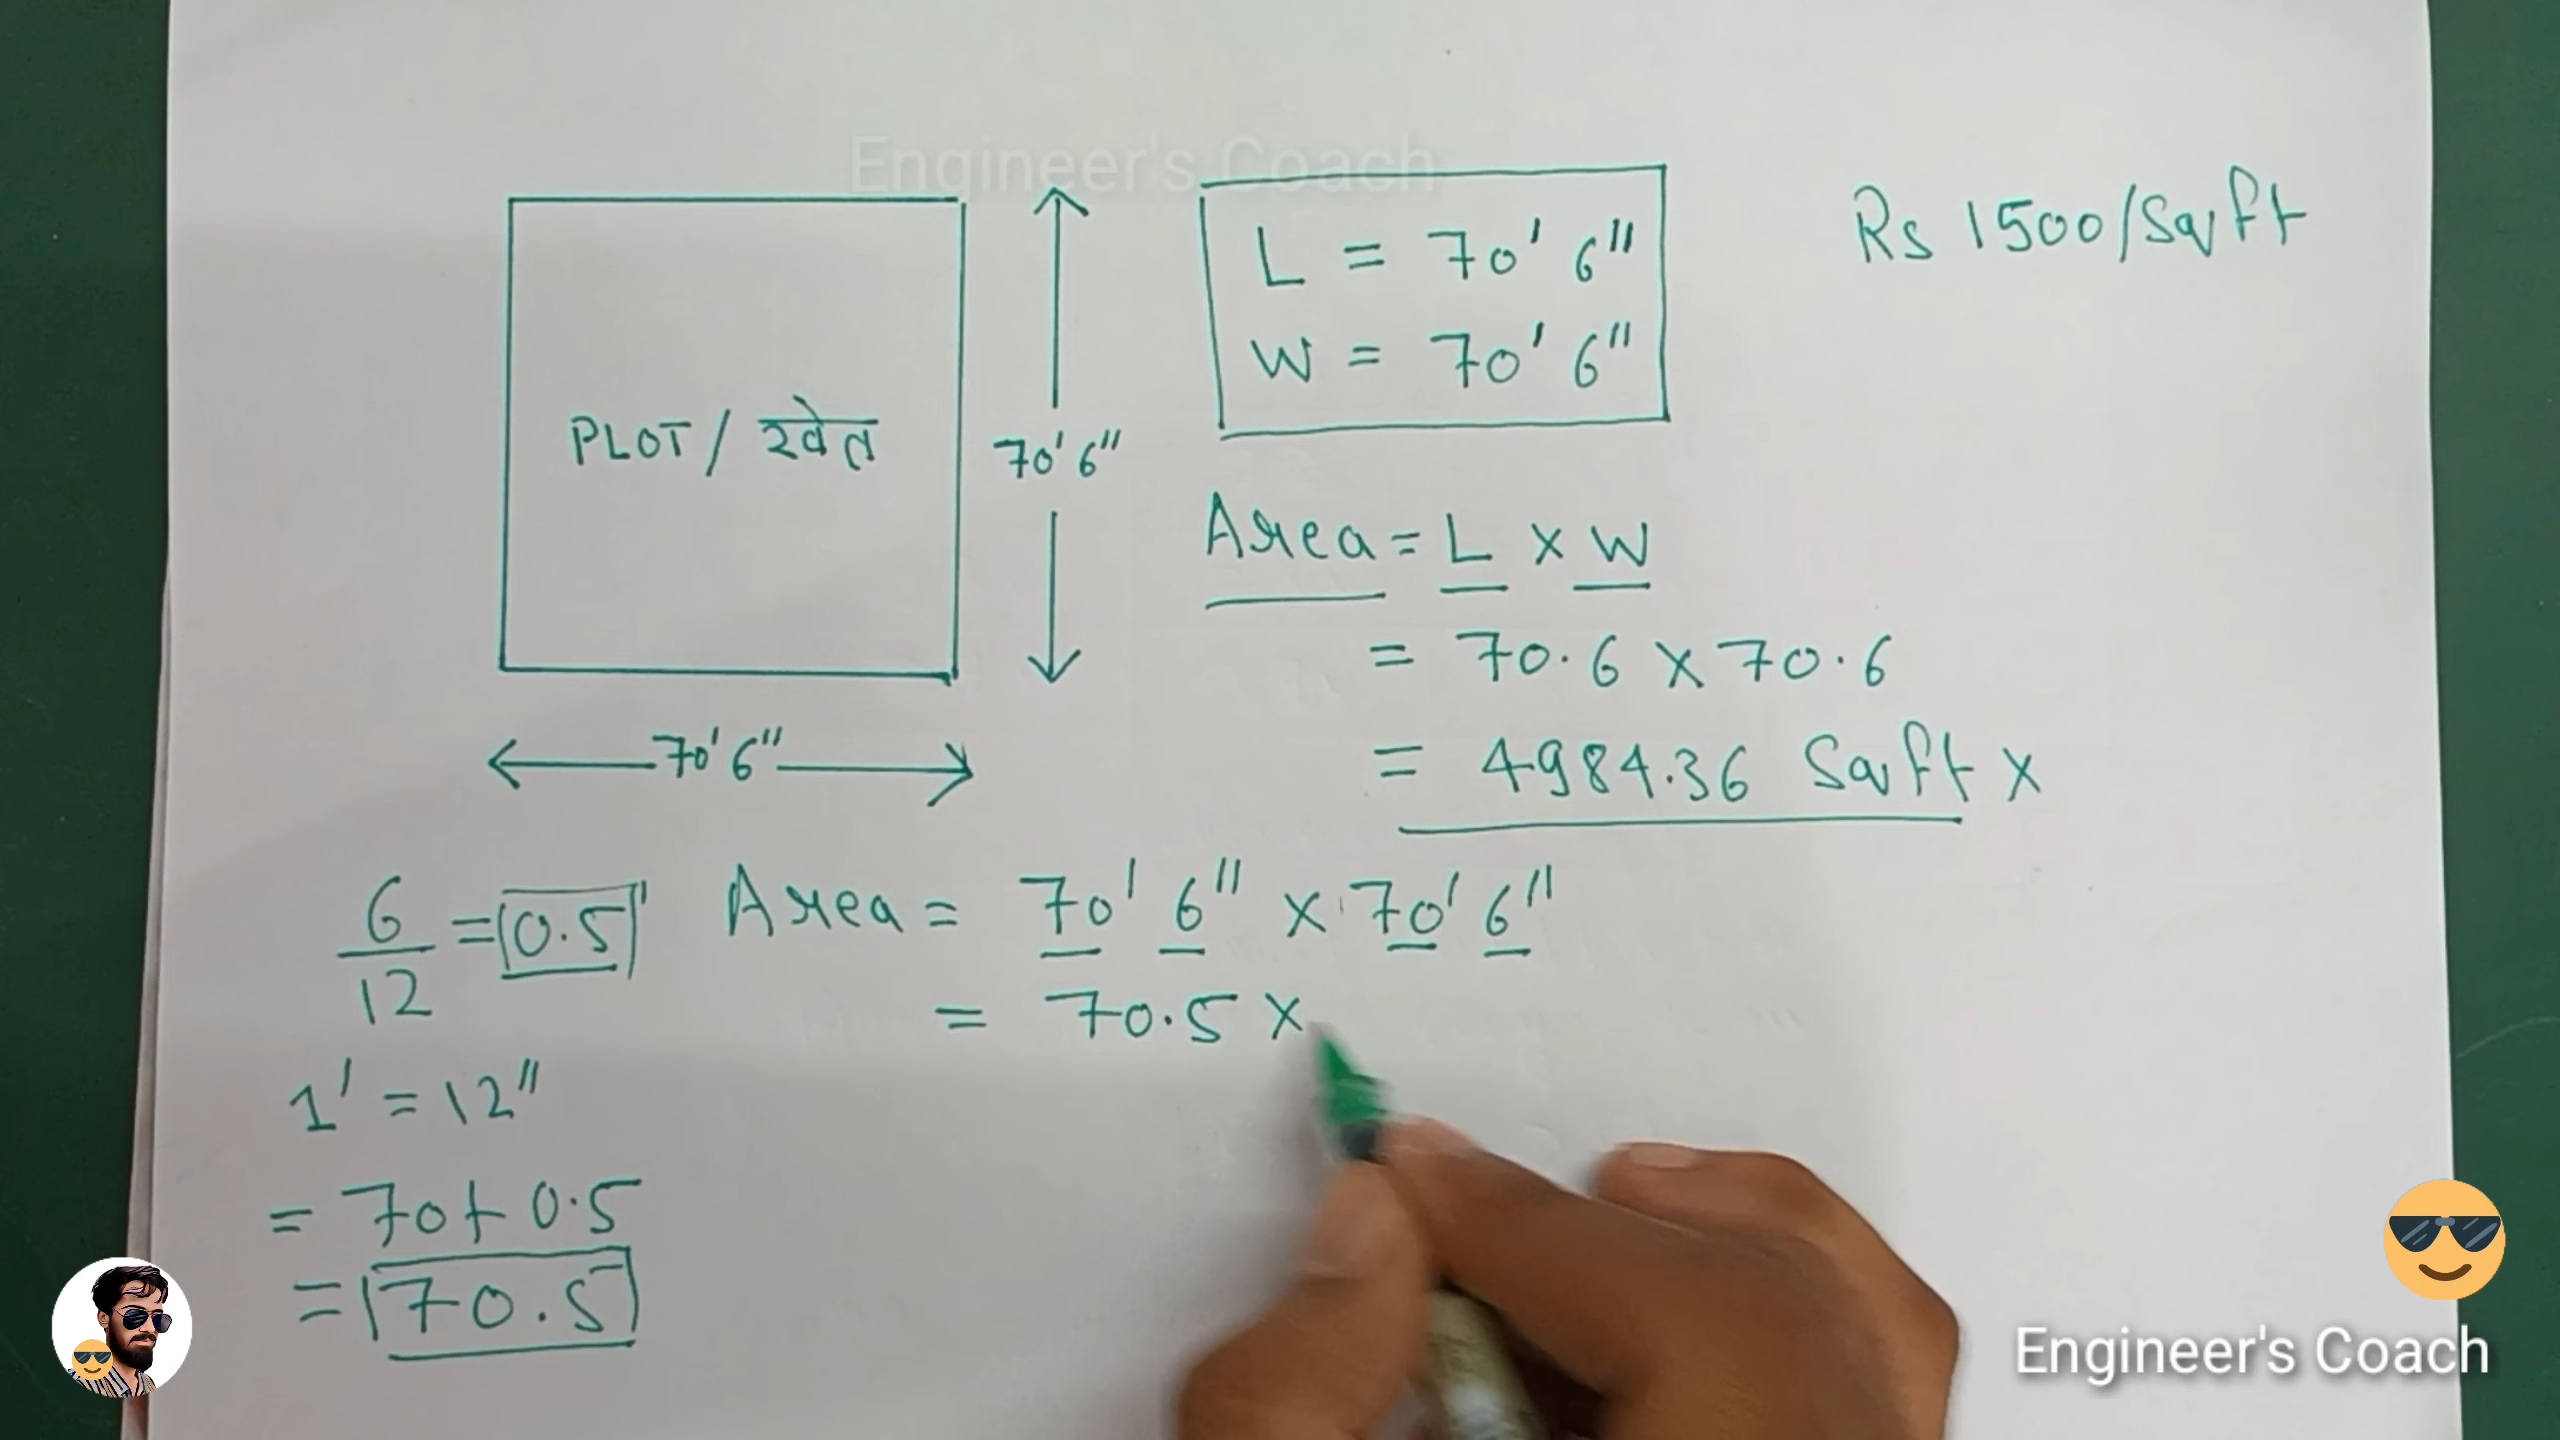 Engineer's Coach
L = 70' 6"
W = 70' 6"
Rs 1500/Sqft
PLOT / खेत
70' 6"
70' 6"
Area = L x W
= 70.6 x 70.6
= 4984.36 Sqft x
6/12 = 0.5'
1' = 12"
= 70 + 0.5
= 70.5
Area = 70' 6" x 70' 6"
= 70.5 x
Engineer's Coach